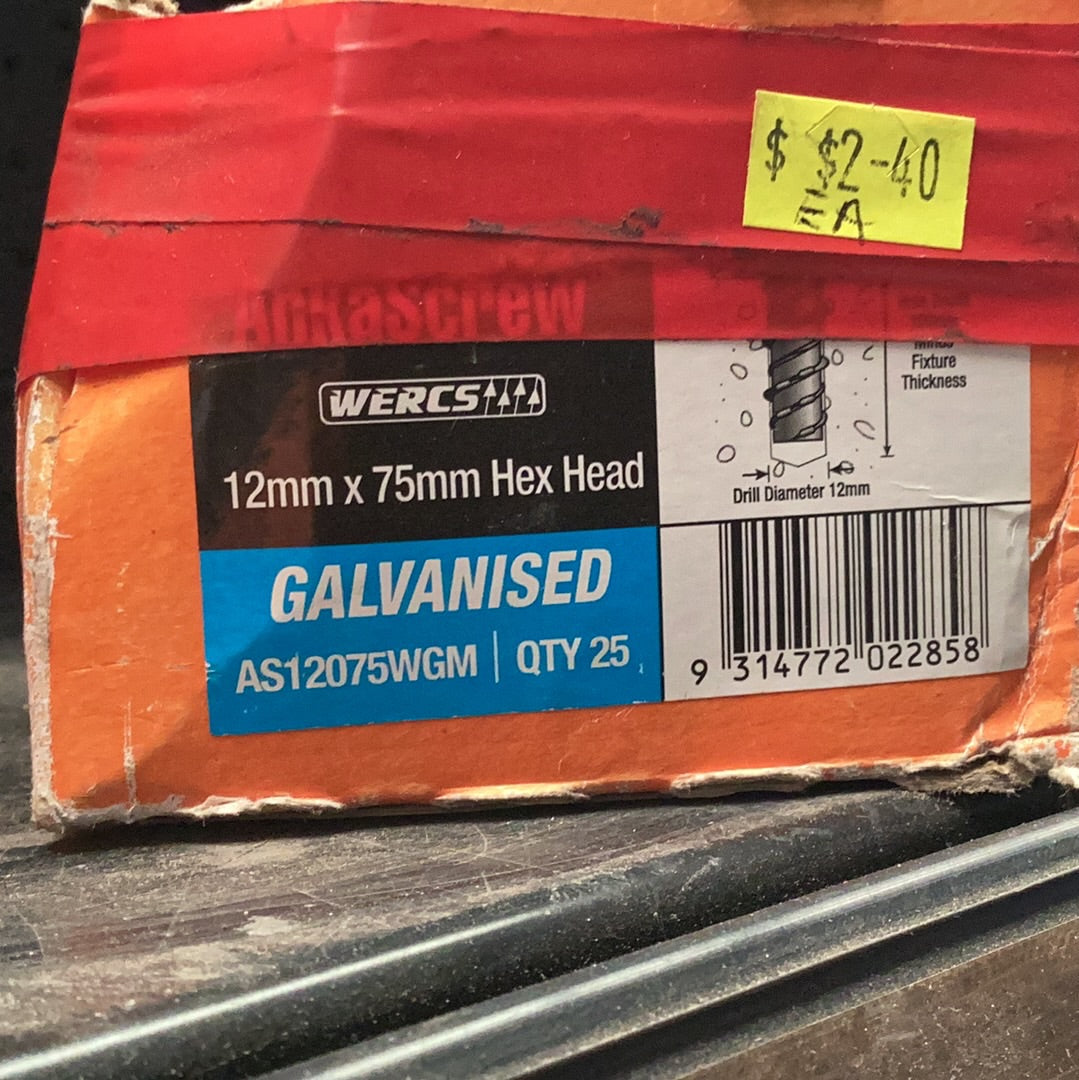 $ $2-40
EA
AnkaScrew
WERCS
Minus
Fixture
Thickness
12mm x 75mm Hex Head
Drill Diameter 12mm
GALVANISED
AS12075WGM | QTY 25
9 314772 022858